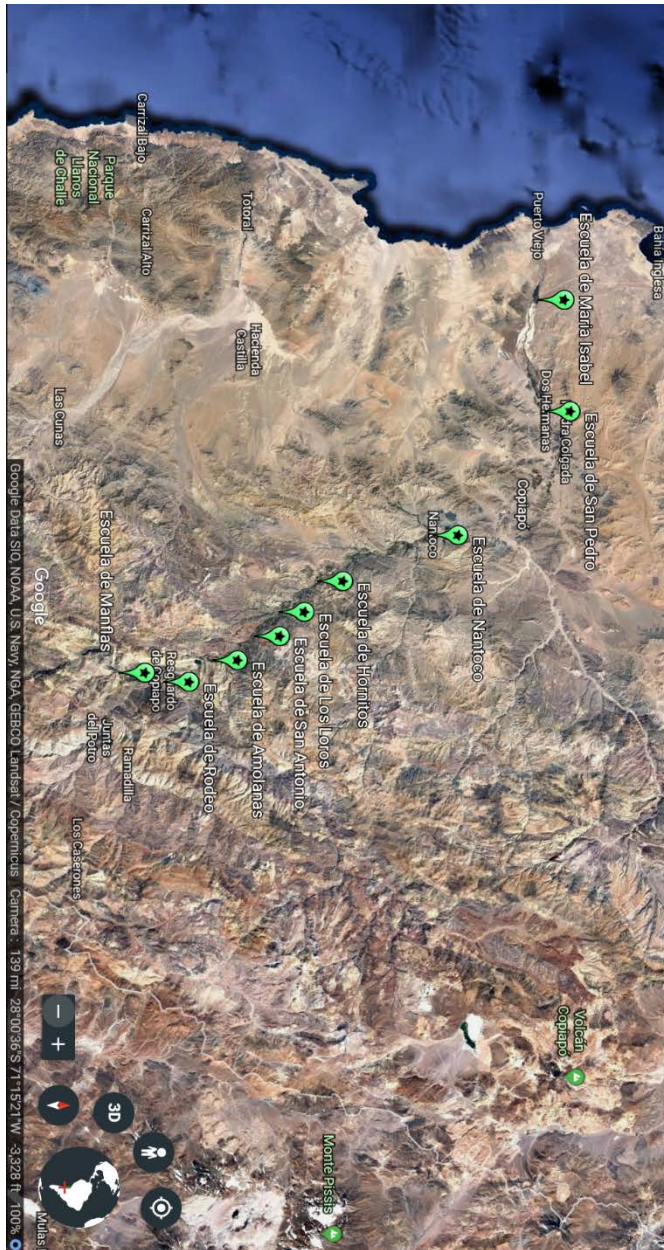 Bahia Inglesa
Escuela de Maria Isabel
Escuela de San Pedro
Volcán
Copiapó
Colgada
Dos Hermanas
Puerto Viejo
Copiapó
Escuela de Nantoco
Nantoco
Escuela de Hornitos
Monte Pissis
Escuela de Los Loros
Escuela de San Antonio
Escuela de Amolanas
Totoral
Hacienda
Castilla
Escuela de Rodeo
Resguardo
de Copiapo
Carrizal Bajo
Carrizal Alto
Ramadilla
3D
Parque
Nacional
Llanos
de Challe
Escuela de Manflas
Juntas
del Potro
Los Caserones
Las Cunas
Mulas
Google
Google Data SIO, NOAA, U.S. Navy, NGA, GEBCO Landsat / Copernicus Camera : 139 mi 28°00'36"S 71°15'21"W -3,328 ft 100%